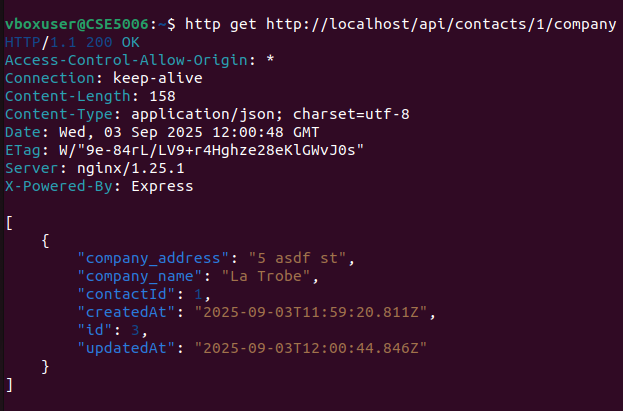 vboxuser@CSE5006:~$ http get http://localhost/api/contacts/1/company
HTTP/1.1 200 OK
Access-Control-Allow-Origin: *
Connection: keep-alive
Content-Length: 158
Content-Type: application/json; charset=utf-8
Date: Wed, 03 Sep 2025 12:00:48 GMT
ETag: W/"9e-84rL/LV9+r4Hghze28eKlGWvJ0s"
Server: nginx/1.25.1
X-Powered-By: Express

[
    {
        "company_address": "5 asdf st",
        "company_name": "La Trobe",
        "contactId": 1,
        "createdAt": "2025-09-03T11:59:20.811Z",
        "id": 3,
        "updatedAt": "2025-09-03T12:00:44.846Z"
    }
]